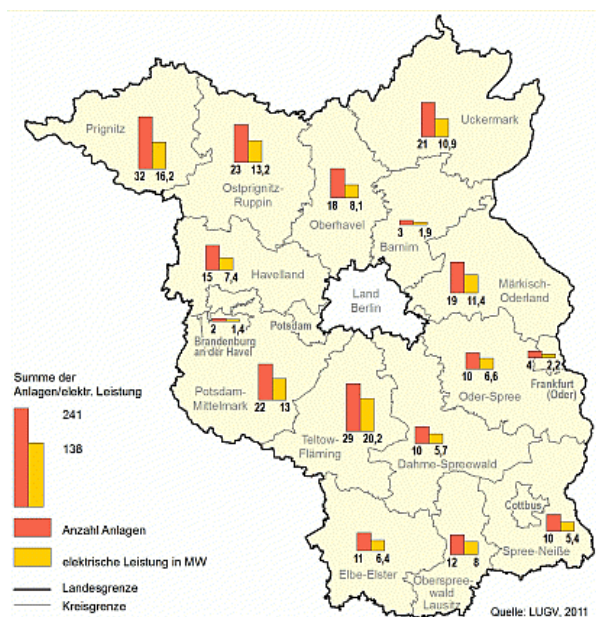 Uckermark
21 10,9
Prignitz
32 16,2
23 13,2
Ostprignitz-
Ruppin
18 8,1
Oberhavel
3 1,9
Barnim
15 7,4
Havelland
19 11,4
Märkisch-
Oderland
Land
Berlin
2 1,4
Brandenburg
an der Havel
Potsdam
4 2,2
Frankfurt
(Oder)
10 6,6
Oder-Spree
Potsdam-
Mittelmark
22 13
29 20,2
Teltow-
Fläming
10 5,7
Dahme-Spreewald
Cottbus
10 5,4
Spree-Neiße
11 6,4
Elbe-Elster
12 8
Oberspree-
wald
Lausitz
Summe der
Anlagen/elektr. Leistung
241
138
Anzahl Anlagen
elektrische Leistung in MW
Landesgrenze
Kreisgrenze
Quelle: LUGV, 2011